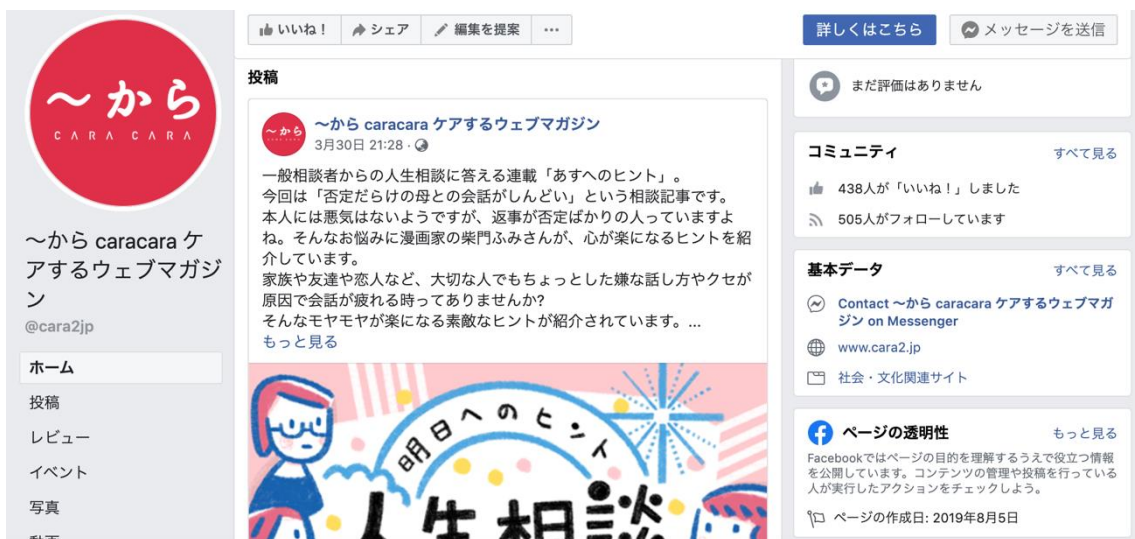 ～から
CARA CARA
～から caracara ケ
アするウェブマガジ
ン
@cara2jp
ホーム
投稿
レビュー
イベント
写真
動画
いいね！ シェア 編集を提案 ...
詳しくはこちら メッセージを送信
投稿
～から
～から caracara ケアするウェブマガジン
3月30日 21:28 ·
一般相談者からの人生相談に答える連載「あすへのヒント」。
今回は「否定だらけの母との会話がしんどい」という相談記事です。
本人には悪気はないようですが、返事が否定ばかりの人っていますよ
ね。そんなお悩みに漫画家の柴門ふみさんが、心が楽になるヒントを紹
介しています。
家族や友達や恋人など、大切な人でもちょっとした嫌な話し方やクセが
原因で会話が疲れる時ってありませんか?
そんなモヤモヤが楽になる素敵なヒントが紹介されています。...
もっと見る
明日へのヒント
人生相談
まだ評価はありません
コミュニティ すべて見る
438人が「いいね！」しました
505人がフォローしています
基本データ すべて見る
Contact ～から caracara ケアするウェブマガ
ジン on Messenger
www.cara2.jp
社会・文化関連サイト
ページの透明性 もっと見る
Facebookではページの目的を理解するうえで役立つ情報
を公開しています。コンテンツの管理や投稿を行っている
人が実行したアクションをチェックしよう。
ページの作成日: 2019年8月5日